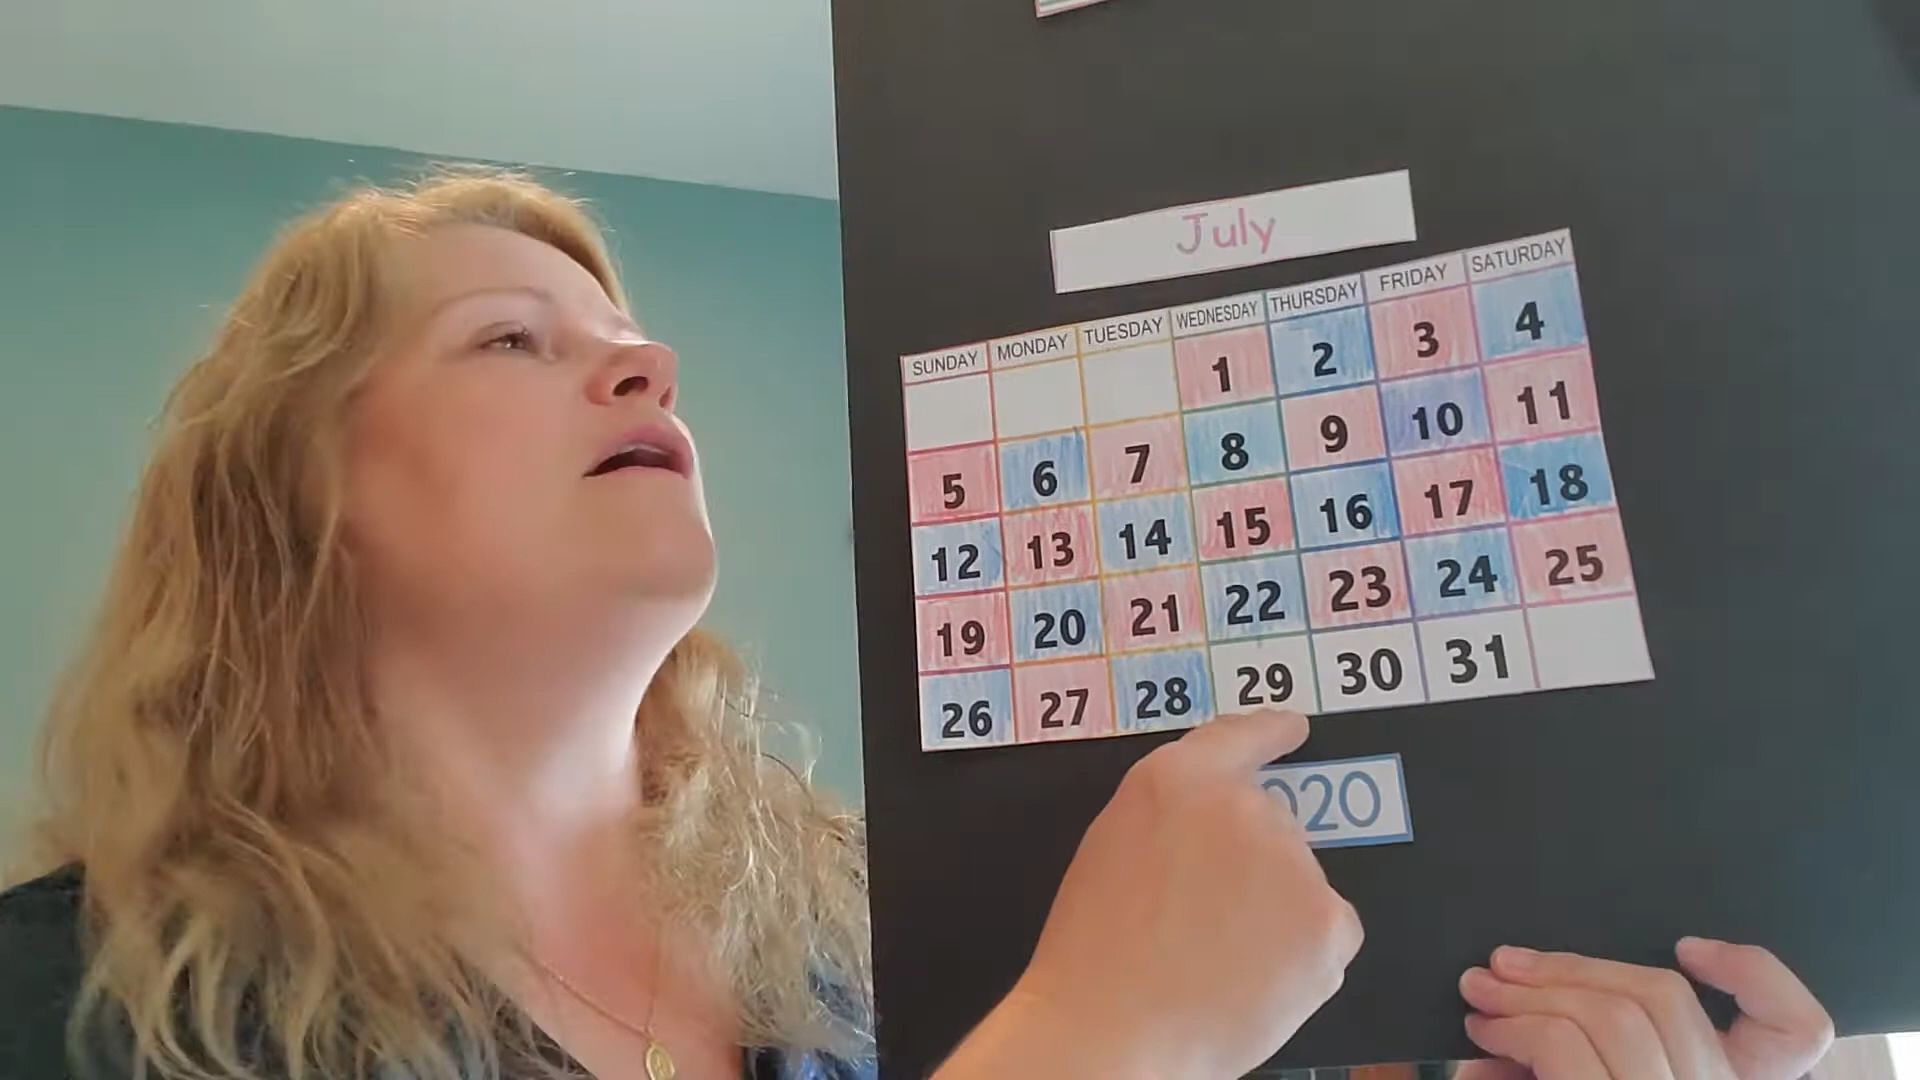 July
SUNDAY MONDAY TUESDAY WEDNESDAY THURSDAY FRIDAY SATURDAY
1 2 3 4
5 6 7 8 9 10 11
12 13 14 15 16 17 18
19 20 21 22 23 24 25
26 27 28 29 30 31
020